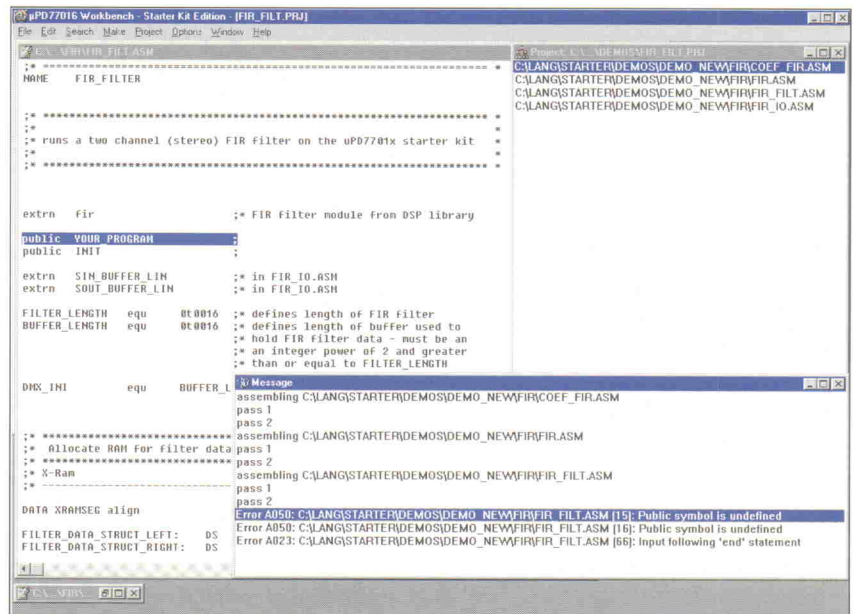 µPD77016 Workbench - Starter Kit Edition - [FIR_FILT.PRJ]
File Edit Search Make Project Options Window Help
C:\...\FIR\FIR_FILT.ASM
;* ================================================================ *
NAME FIR_FILTER
;* **************************************************************** *
;* *
;* runs a two channel (stereo) FIR filter on the uPD7701x starter kit *
;* *
;* **************************************************************** *
extrn fir ;* FIR filter module from DSP library
public YOUR_PROGRAM ;
public INIT ;
extrn SIN_BUFFER_LIN ;* in FIR_IO.ASM
extrn SOUT_BUFFER_LIN ;* in FIR_IO.ASM
FILTER_LENGTH equ 0t0016 ;* defines length of FIR filter
BUFFER_LENGTH equ 0t0016 ;* defines length of buffer used to
;* hold FIR filter data - must be an
;* an integer power of 2 and greater
;* than or equal to FILTER_LENGTH
DMX_INI equ BUFFER_L
;* *****************************
;* Allocate RAM for filter data
;* *****************************
;* X-Ram
;* -----------------------------
DATA XRAMSEG align
FILTER_DATA_STRUCT_LEFT: DS
FILTER_DATA_STRUCT_RIGHT: DS
Project: C:\...\DEMOS\FIR_FILT.PRJ
C:\LANG\STARTER\DEMOS\DEMO_NEW\FIR\COEF_FIR.ASM
C:\LANG\STARTER\DEMOS\DEMO_NEW\FIR\FIR.ASM
C:\LANG\STARTER\DEMOS\DEMO_NEW\FIR\FIR_FILT.ASM
C:\LANG\STARTER\DEMOS\DEMO_NEW\FIR\FIR_IO.ASM
Message
assembling C:\LANG\STARTER\DEMOS\DEMO_NEW\FIR\COEF_FIR.ASM
pass 1
pass 2
assembling C:\LANG\STARTER\DEMOS\DEMO_NEW\FIR\FIR.ASM
pass 1
pass 2
assembling C:\LANG\STARTER\DEMOS\DEMO_NEW\FIR\FIR_FILT.ASM
pass 1
pass 2
Error A050: C:\LANG\STARTER\DEMOS\DEMO_NEW\FIR\FIR_FILT.ASM [15]: Public symbol is undefined
Error A050: C:\LANG\STARTER\DEMOS\DEMO_NEW\FIR\FIR_FILT.ASM [16]: Public symbol is undefined
Error A023: C:\LANG\STARTER\DEMOS\DEMO_NEW\FIR\FIR_FILT.ASM [66]: Input following 'end' statement
C:\...\FIR\...